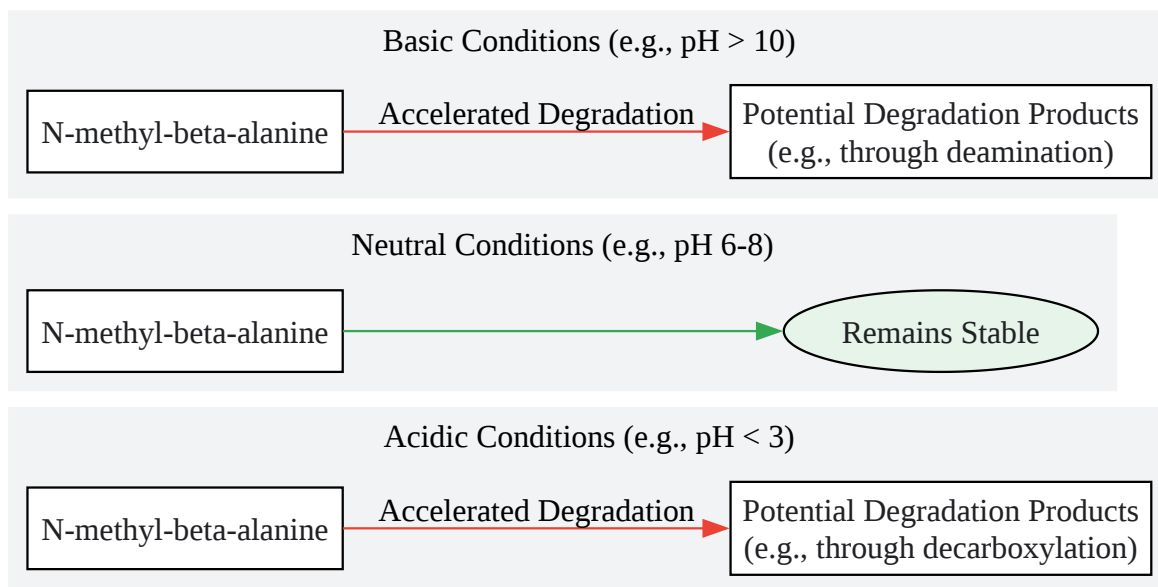 Basic Conditions (e.g., pH > 10)
N-methyl-beta-alanine
Accelerated Degradation
Potential Degradation Products
(e.g., through deamination)
Neutral Conditions (e.g., pH 6-8)
N-methyl-beta-alanine
Remains Stable
Acidic Conditions (e.g., pH < 3)
N-methyl-beta-alanine
Accelerated Degradation
Potential Degradation Products
(e.g., through decarboxylation)